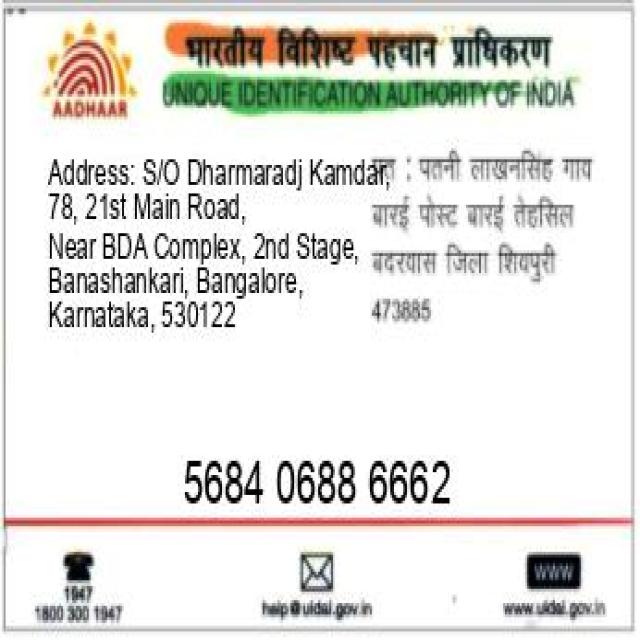 भारतीय विशिष्ट पहचान प्राधिकरण
AADHAAR
UNIQUE IDENTIFICATION AUTHORITY OF INDIA
Address: S/O Dharmaradj Kamdar,
78, 21st Main Road,
Near BDA Complex, 2nd Stage,
Banashankari, Bangalore,
Karnataka, 530122
: पतनी लाखनसिंह गाव
बारई पोस्ट बारई तेहसिल
बदरवास जिला शिवपुरी
473885
5684 0688 6662
1947
1800 300 1947
help@uidai.gov.in
WWW
www.uidai.gov.in